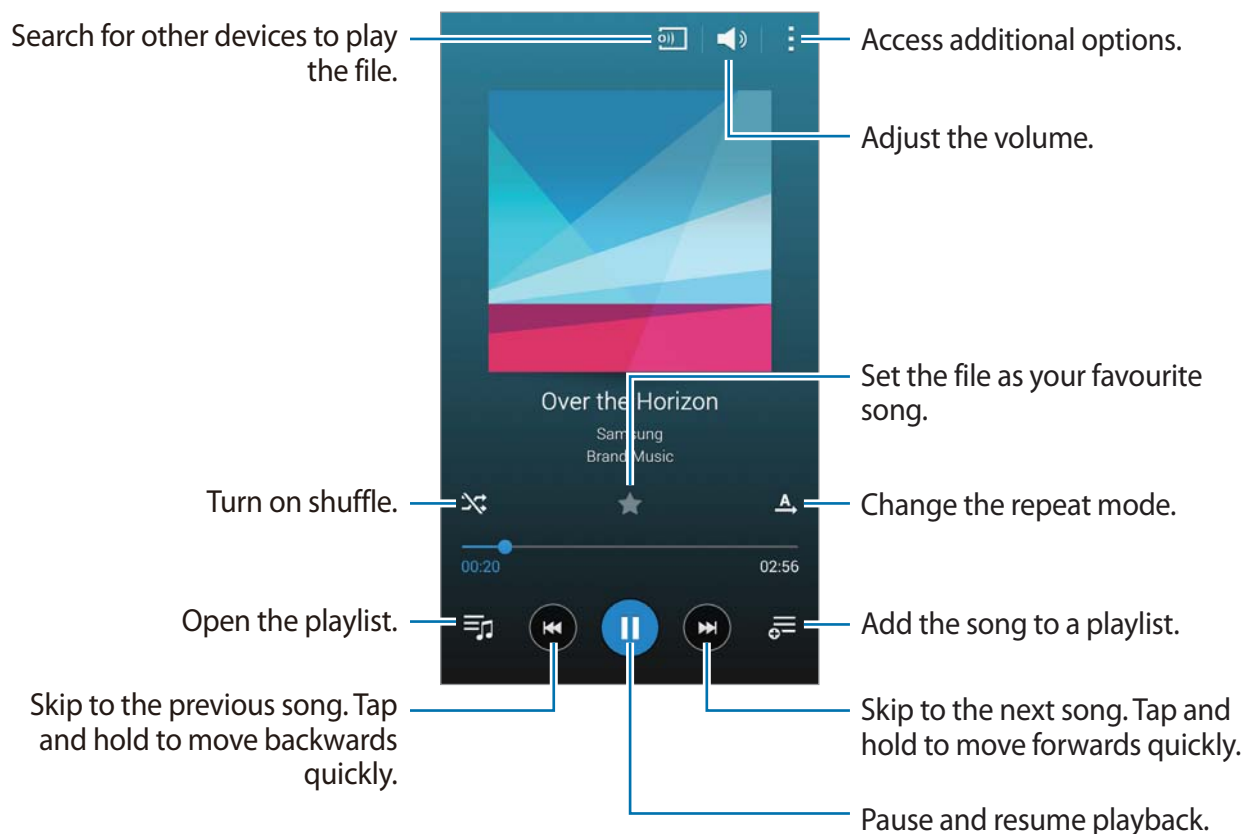 Search for other devices to play
the file.
Access additional options.
Adjust the volume.
Set the file as your favourite
song.
Over the Horizon
Samsung
Brand Music
Turn on shuffle.
A
Change the repeat mode.
00:20
02:56
Open the playlist.
Add the song to a playlist.
Skip to the previous song. Tap
and hold to move backwards
quickly.
Skip to the next song. Tap and
hold to move forwards quickly.
Pause and resume playback.